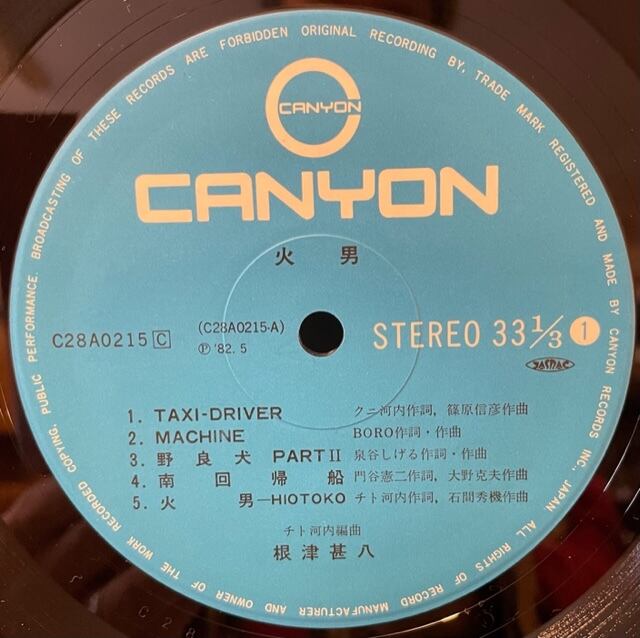 BROADCASTING OF THESE RECORDS ARE FORBIDDEN ORIGINAL RECORDING BY, TRADE MARK REGISTERED AND MADE BY CANYON RECORDS INC, JAPAN. ALL RIGHTS OF RECORD MANUFACTURER AND OWNER OF THE WORK RECORDED COPYING. PUBLIC PERFORMANCE.
CANYON
CANYON
火男
C28A0215 C
(C28A0215-A)
Ⓟ '82. 5
STEREO 33 1/3 1
JASRAC
1. TAXI-DRIVER クニ河内作詞, 篠原信彦作曲
2. MACHINE BORO作詞・作曲
3. 野良犬 PART II 泉谷しげる作詞・作曲
4. 南回帰船 門谷憲二作詞, 大野克夫作曲
5. 火男—HIOTOKO チト河内作詞, 石間秀機作曲
チト河内編曲
根津甚八